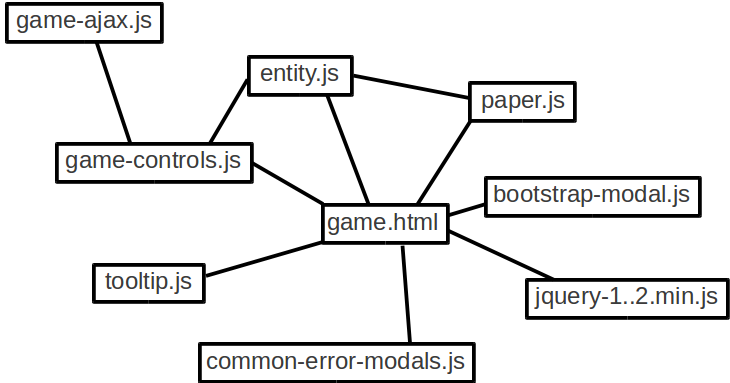 game-ajax.js
entity.js
paper.js
game-controls.js
bootstrap-modal.js
game.html
tooltip.js
jquery-1..2.min.js
common-error-modals.js